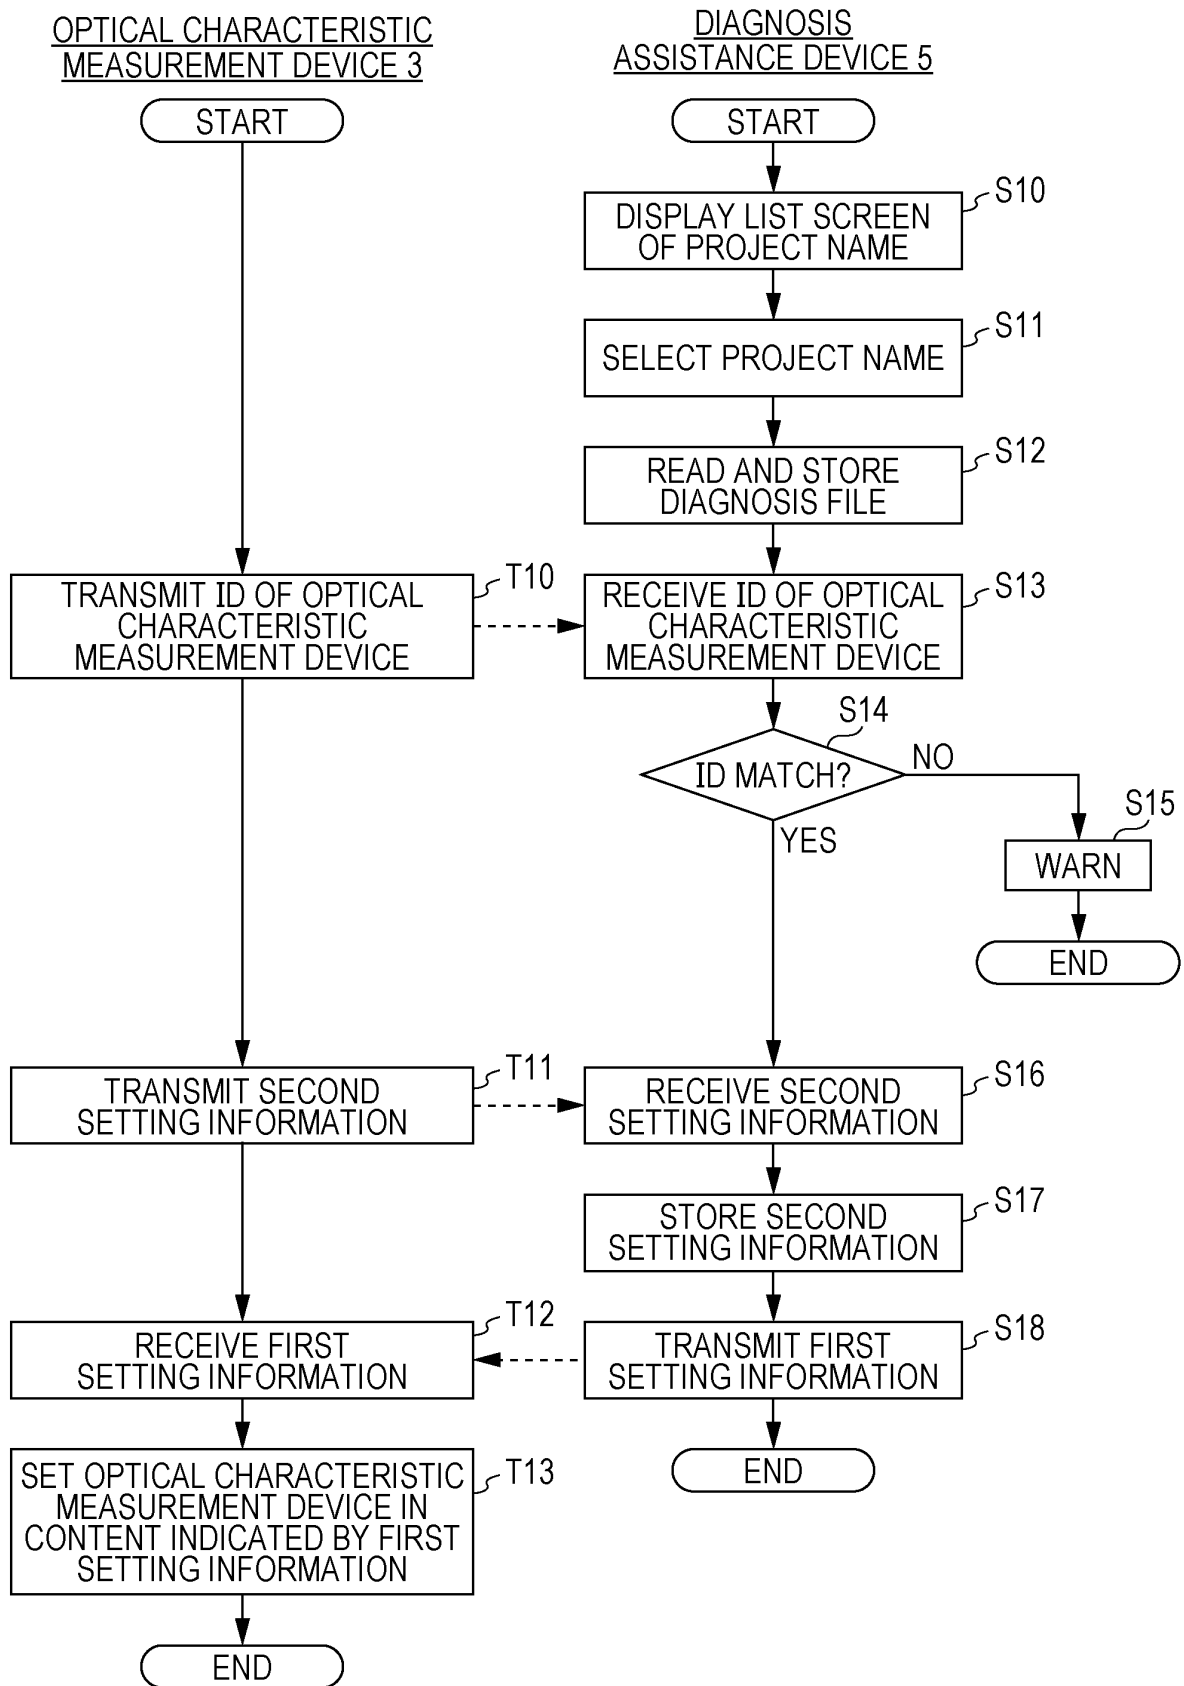 OPTICAL CHARACTERISTIC
MEASUREMENT DEVICE 3
DIAGNOSIS
ASSISTANCE DEVICE 5
START
START
S10
DISPLAY LIST SCREEN
OF PROJECT NAME
S11
SELECT PROJECT NAME
S12
READ AND STORE
DIAGNOSIS FILE
T10
TRANSMIT ID OF OPTICAL
CHARACTERISTIC
MEASUREMENT DEVICE
S13
RECEIVE ID OF OPTICAL
CHARACTERISTIC
MEASUREMENT DEVICE
S14
ID MATCH?
NO
YES
S15
WARN
END
T11
TRANSMIT SECOND
SETTING INFORMATION
S16
RECEIVE SECOND
SETTING INFORMATION
S17
STORE SECOND
SETTING INFORMATION
T12
RECEIVE FIRST
SETTING INFORMATION
S18
TRANSMIT FIRST
SETTING INFORMATION
T13
SET OPTICAL CHARACTERISTIC
MEASUREMENT DEVICE IN
CONTENT INDICATED BY FIRST
SETTING INFORMATION
END
END